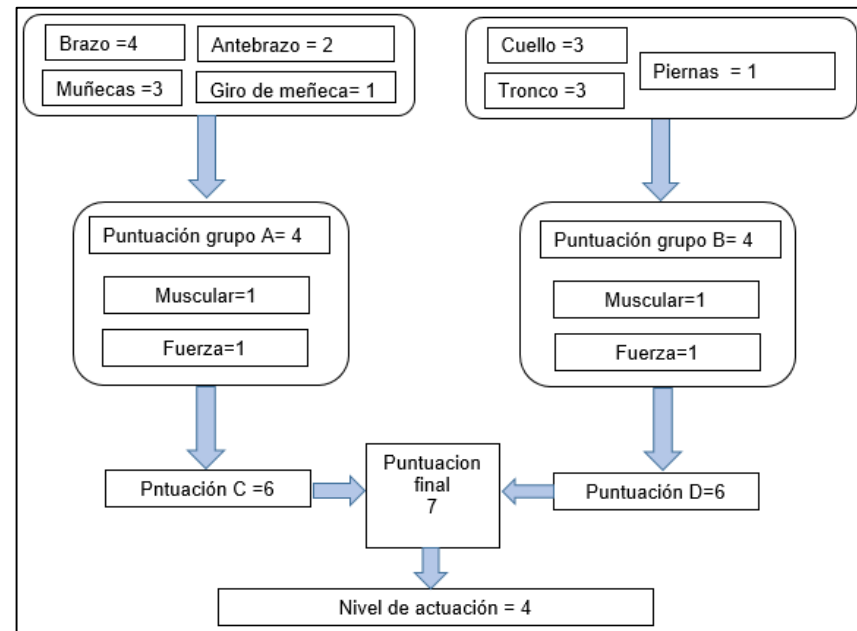 Brazo =4
Antebrazo = 2
Muñecas =3
Giro de meñeca= 1
Cuello =3
Piernas = 1
Tronco =3
Puntuación grupo A= 4
Muscular=1
Fuerza=1
Puntuación grupo B= 4
Muscular=1
Fuerza=1
Pntuación C =6
Puntuacion
final
7
Puntuación D=6
Nivel de actuación = 4